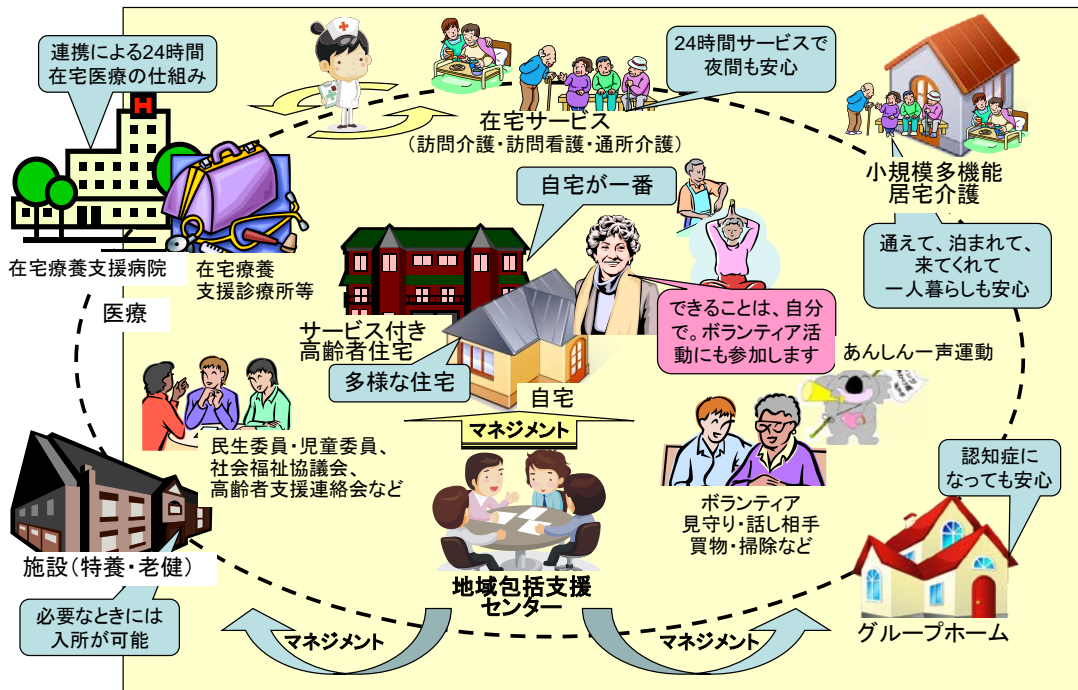 連携による24時間
在宅医療の仕組み
H
24時間サービスで
夜間も安心
在宅サービス
（訪問介護・訪問看護・通所介護）
小規模多機能
居宅介護
自宅が一番
通えて、泊まれて、
来てくれて
一人暮らしも安心
在宅療養支援病院
在宅療養
支援診療所等
医療
サービス付き
高齢者住宅
できることは、自分
で。ボランティア活
動にも参加します
多様な住宅
自宅
あんしん一声運動
マネジメント
民生委員・児童委員、
社会福祉協議会、
高齢者支援連絡会など
ボランティア
見守り・話し相手
買物・掃除など
認知症に
なっても安心
施設（特養・老健）
必要なときには
入所が可能
地域包括支援
センター
マネジメント
マネジメント
グループホーム